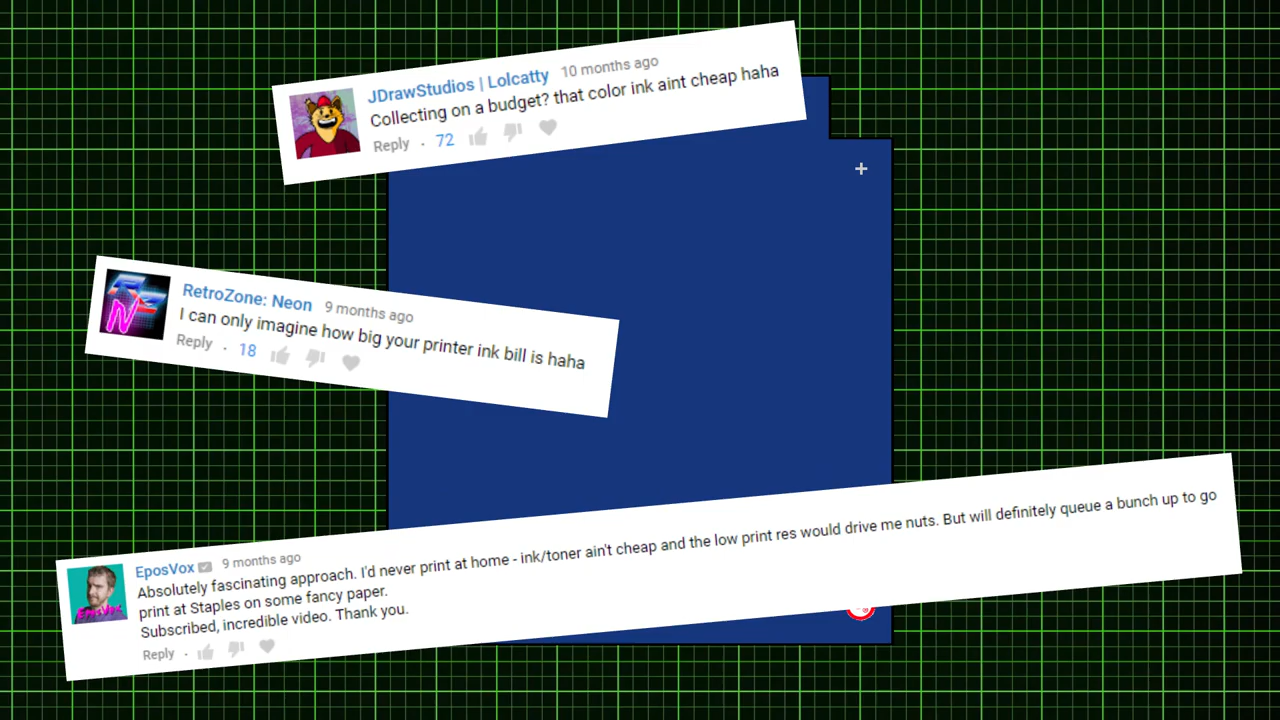 JDrawStudios | Lolcatty 10 months ago
Collecting on a budget? that color ink aint cheap haha
Reply · 72
RetroZone: Neon 9 months ago
I can only imagine how big your printer ink bill is haha
Reply · 18
EposVox 9 months ago
Absolutely fascinating approach. I'd never print at home - ink/toner ain't cheap and the low print res would drive me nuts. But will definitely queue a bunch up to go
print at Staples on some fancy paper.
Subscribed, incredible video. Thank you.
Reply ·